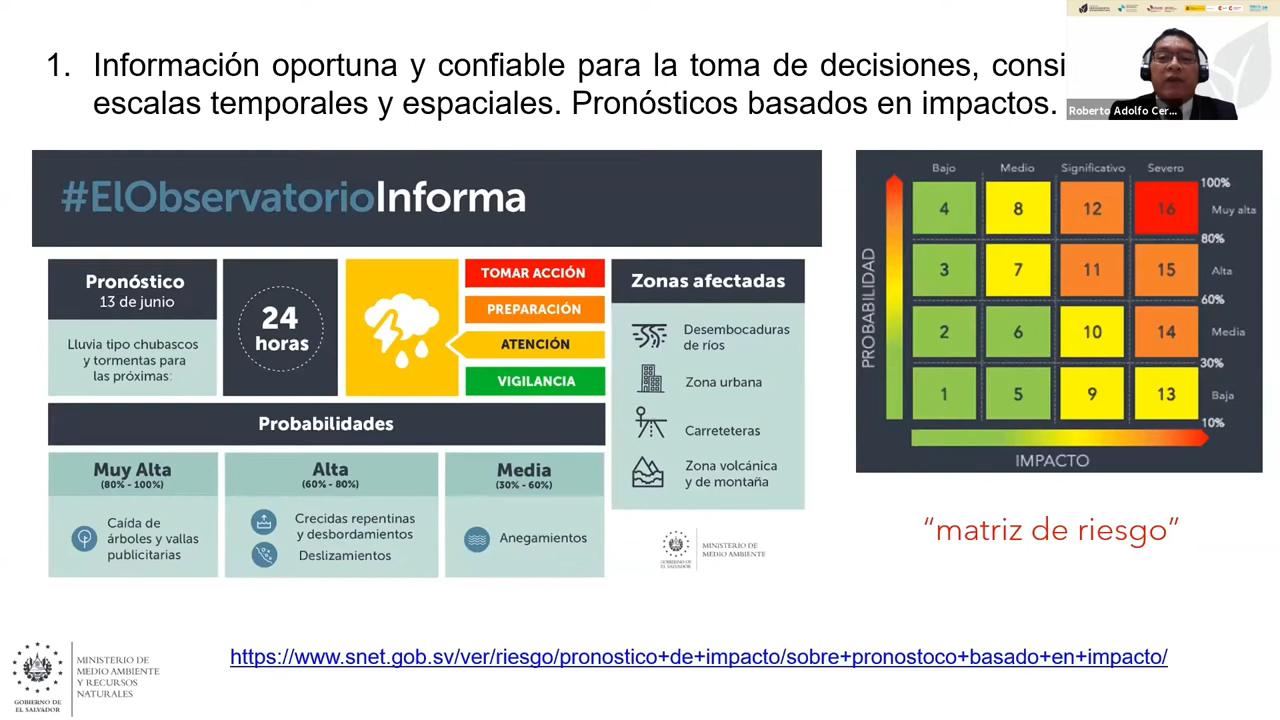 1. Información oportuna y confiable para la toma de decisiones, consi
escalas temporales y espaciales. Pronósticos basados en impactos.
Roberto Adolfo Cer...
#ElObservatorioInforma
Pronóstico
13 de junio
Lluvia tipo chubascos
y tormentas para
las próximas:
24
horas
TOMAR ACCIÓN
PREPARACIÓN
ATENCIÓN
VIGILANCIA
Zonas afectadas
Desembocaduras
de ríos
Zona urbana
Carreteteras
Zona volcánica
y de montaña
Probabilidades
Muy Alta
(80% - 100%)
Caída de
árboles y vallas
publicitarias
Alta
(60% - 80%)
Crecidas repentinas
y desbordamientos
Deslizamientos
Media
(30% - 60%)
Anegamientos
GOBIERNO DE
EL SALVADOR
MINISTERIO DE
MEDIO AMBIENTE
Bajo Medio Significativo Severo
100%
4 8 12 16 Muy alta
80%
3 7 11 15 Alta
60%
2 6 10 14 Media
30%
1 5 9 13 Baja
10%
PROBABILIDAD
IMPACTO
“matriz de riesgo”
https://www.snet.gob.sv/ver/riesgo/pronostico+de+impacto/sobre+pronostoco+basado+en+impacto/
GOBIERNO DE
EL SALVADOR
MINISTERIO DE
MEDIO AMBIENTE
Y RECURSOS
NATURALES